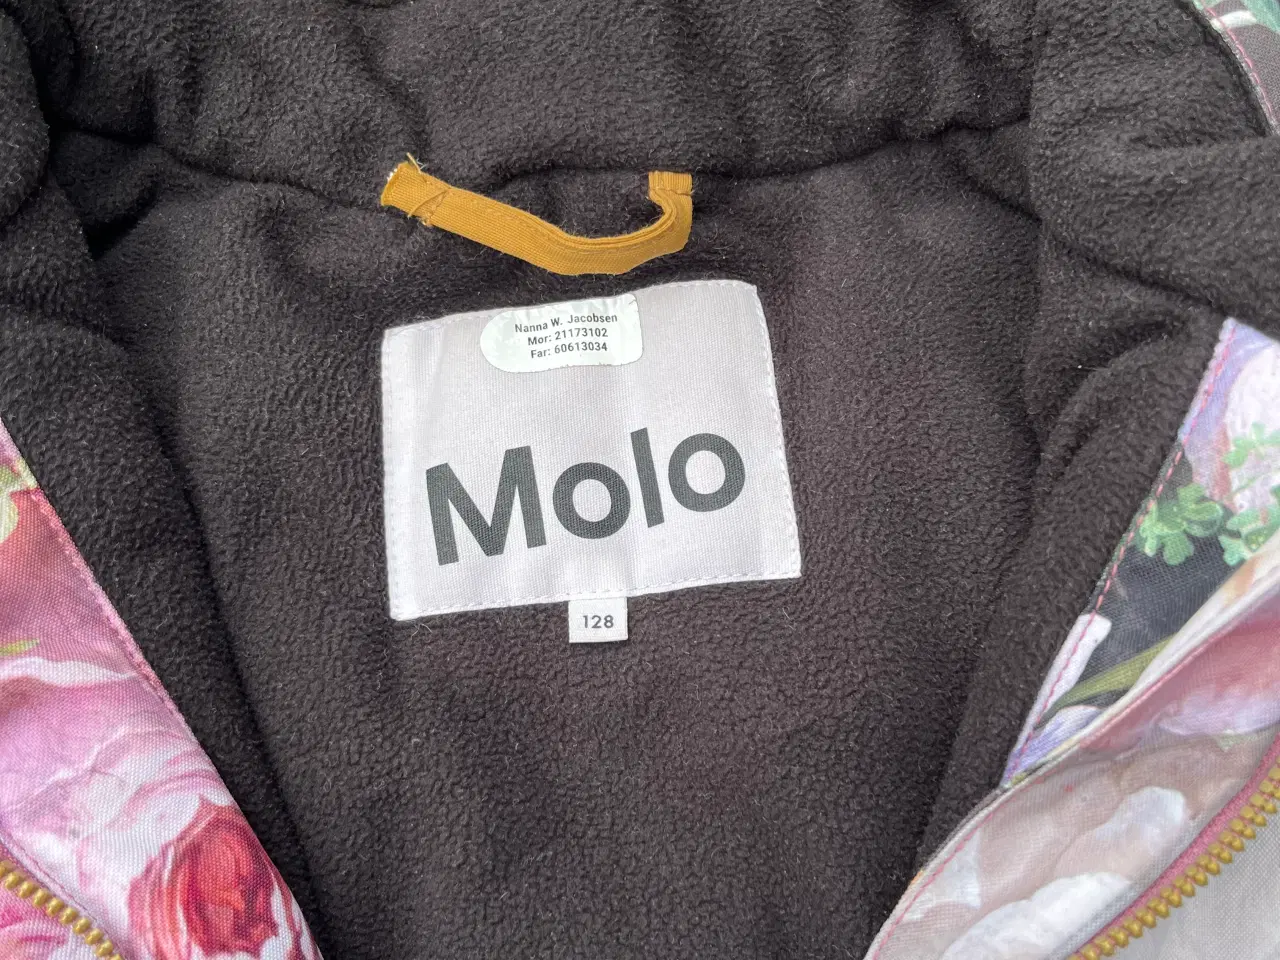 Nanna W. Jacobsen
Mor: 21173102
Far: 60613034
Molo
128